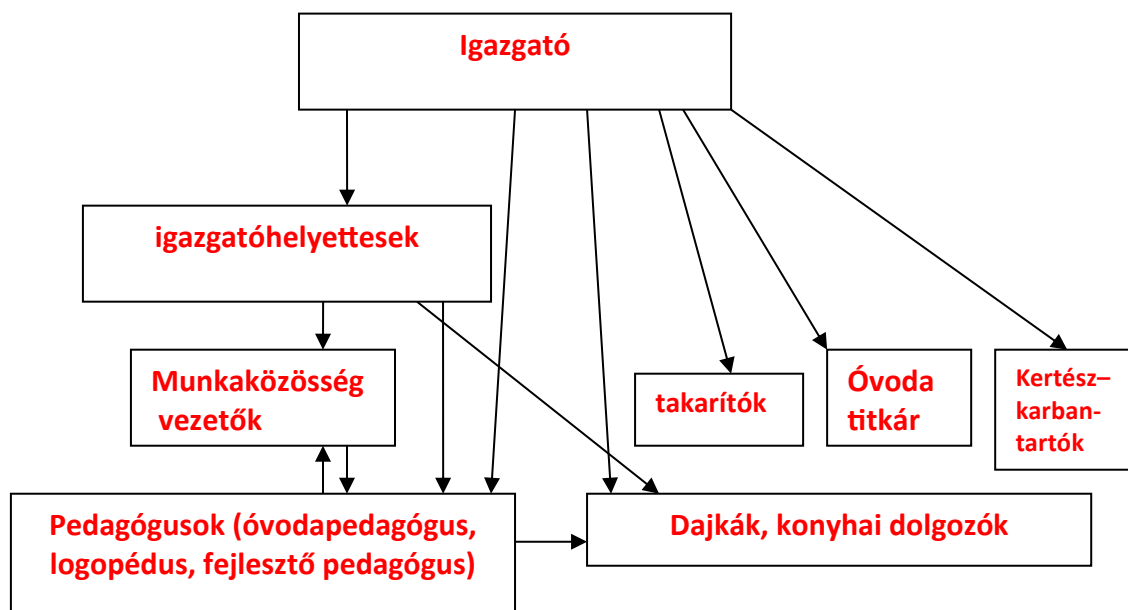 Igazgató
igazgatóhelyettesek
Munkaközösség
vezetők
takarítók
Óvoda
titkár
Kertész–
karban-
tartók
Pedagógusok (óvodapedagógus,
logopédus, fejlesztő pedagógus)
Dajkák, konyhai dolgozók